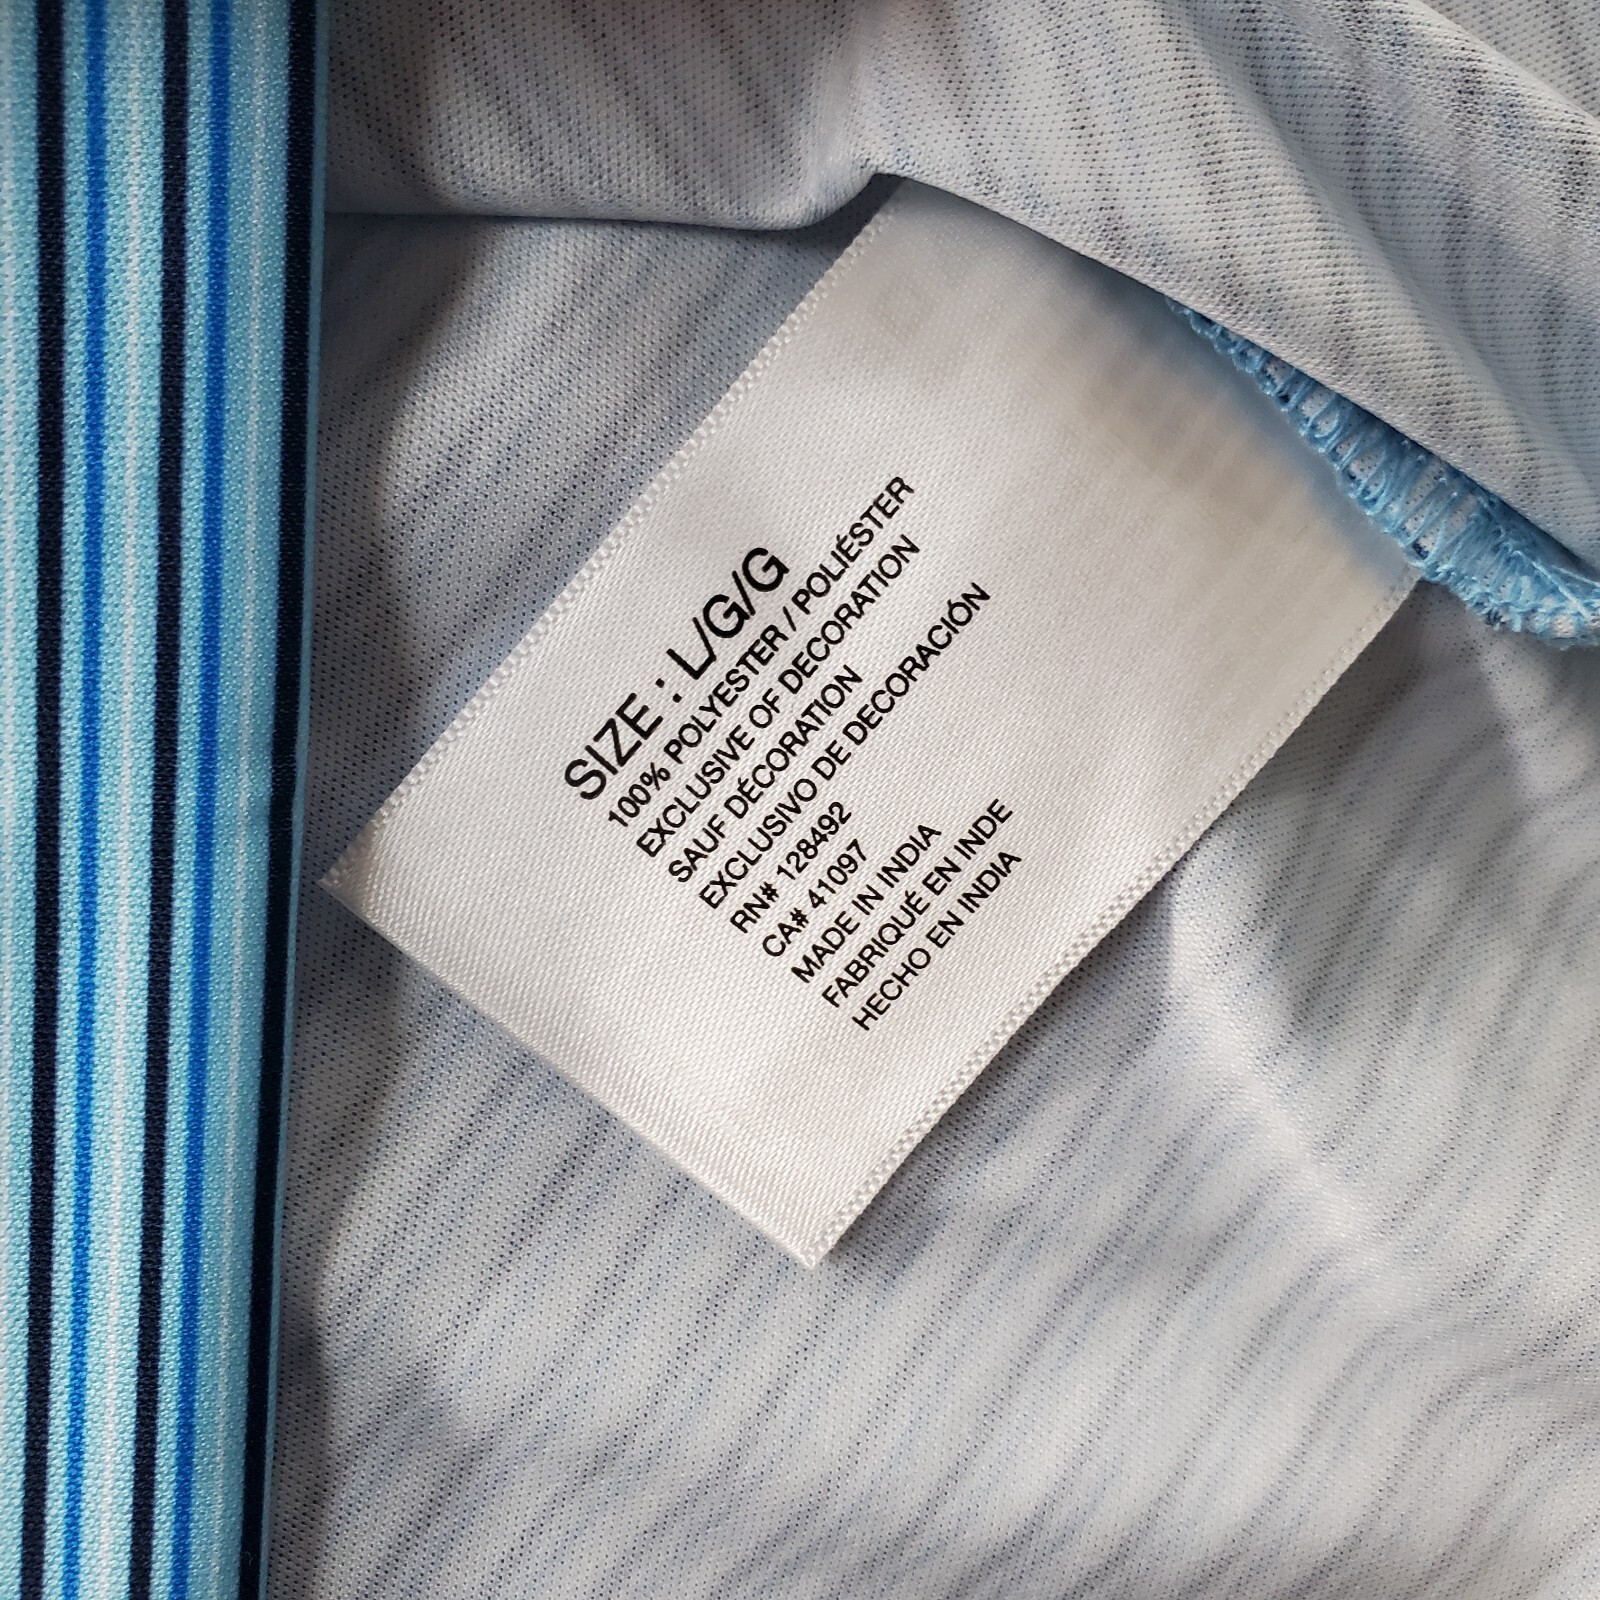 SIZE : L/G/G
100% POLYESTER / POLIÉSTER
EXCLUSIVE OF DECORATION
SAUF DÉCORATION
EXCLUSIVO DE DECORACIÓN
RN# 128492
CA# 41097
MADE IN INDIA
FABRIQUÉ EN INDE
HECHO EN INDIA